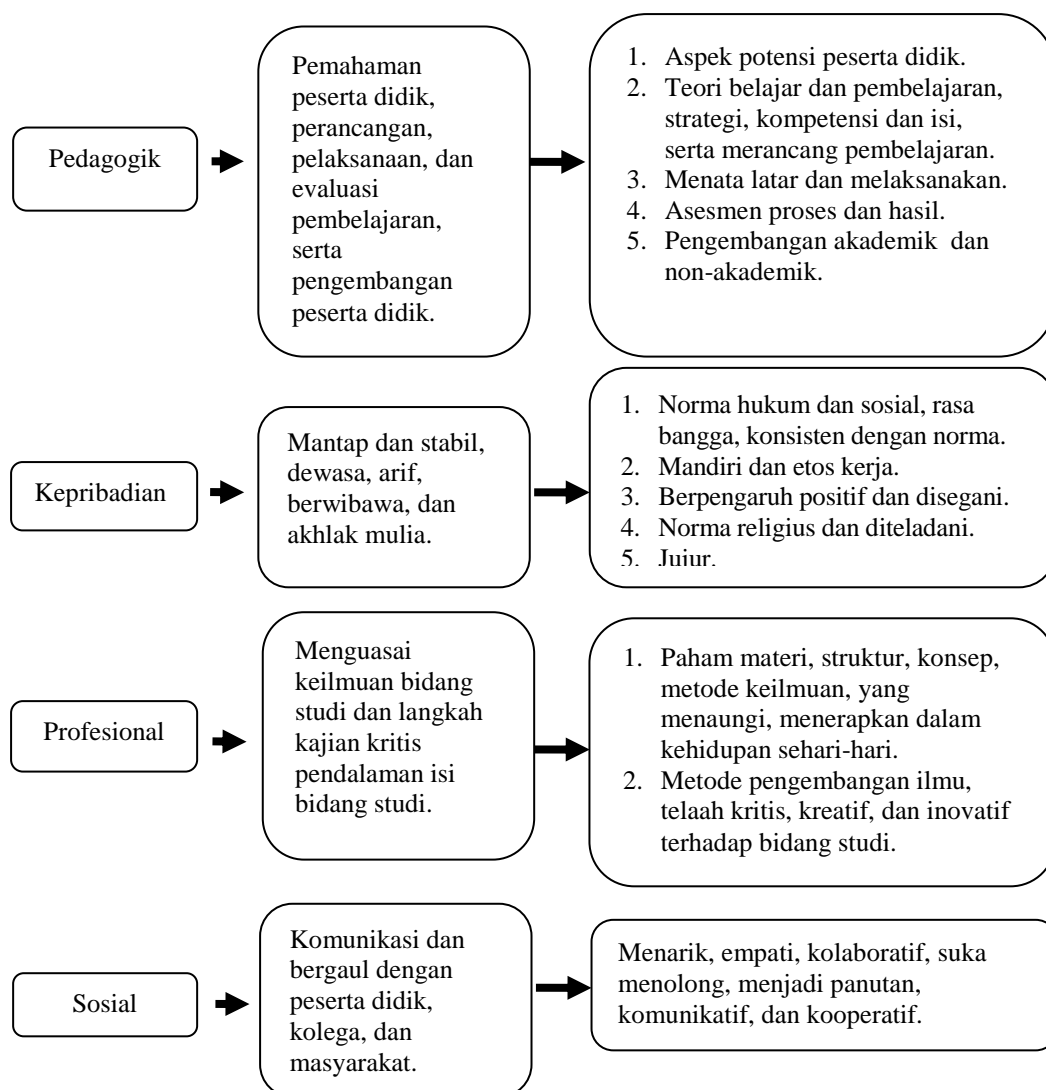 Pedagogik
Pemahaman
peserta didik,
perancangan,
pelaksanaan, dan
evaluasi
pembelajaran,
serta
pengembangan
peserta didik.
1. Aspek potensi peserta didik.
2. Teori belajar dan pembelajaran,
strategi, kompetensi dan isi,
serta merancang pembelajaran.
3. Menata latar dan melaksanakan.
4. Asesmen proses dan hasil.
5. Pengembangan akademik dan
non-akademik.
Kepribadian
Mantap dan stabil,
dewasa, arif,
berwibawa, dan
akhlak mulia.
1. Norma hukum dan sosial, rasa
bangga, konsisten dengan norma.
2. Mandiri dan etos kerja.
3. Berpengaruh positif dan disegani.
4. Norma religius dan diteladani.
5. Jujur.
Profesional
Menguasai
keilmuan bidang
studi dan langkah
kajian kritis
pendalaman isi
bidang studi.
1. Paham materi, struktur, konsep,
metode keilmuan, yang
menaungi, menerapkan dalam
kehidupan sehari-hari.
2. Metode pengembangan ilmu,
telaah kritis, kreatif, dan inovatif
terhadap bidang studi.
Sosial
Komunikasi dan
bergaul dengan
peserta didik,
kolega, dan
masyarakat.
Menarik, empati, kolaboratif, suka
menolong, menjadi panutan,
komunikatif, dan kooperatif.